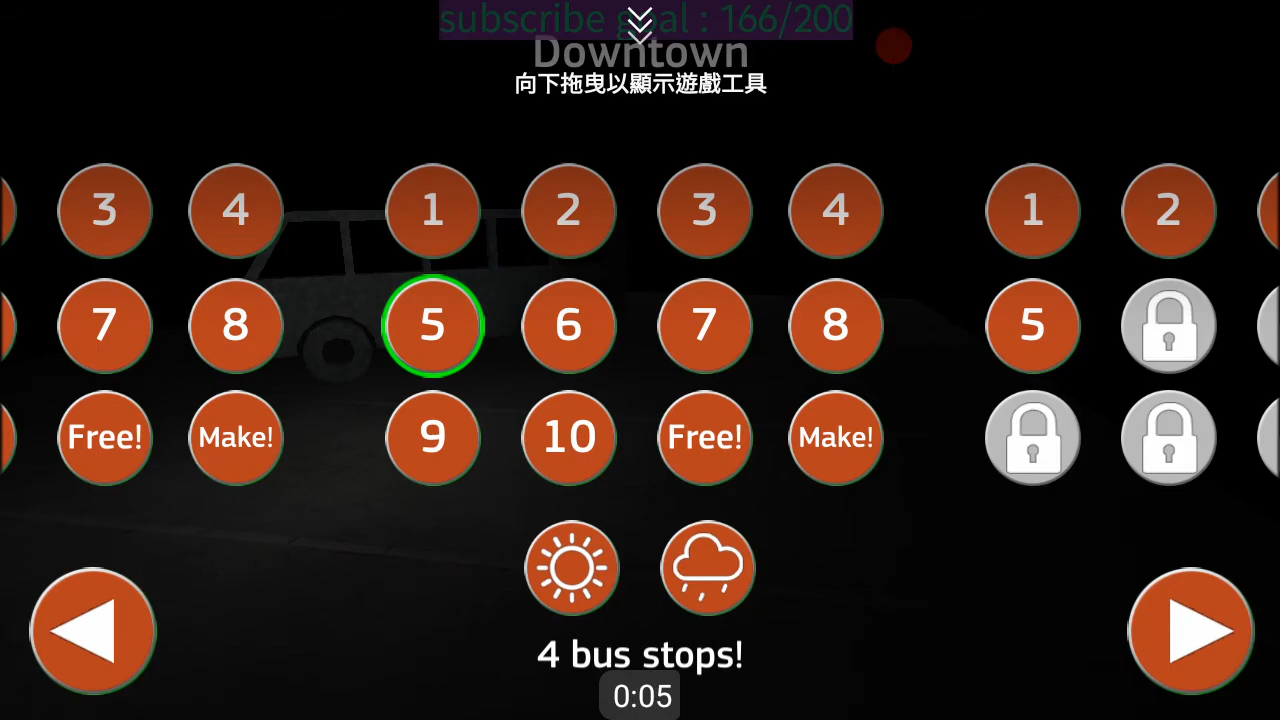 subscribe goal : 166/200
Downtown
向下拖曳以顯示遊戲工具
3 4 1 2 3 4 1 2
7 8 5 6 7 8 5
Free! Make! 9 10 Free! Make!
4 bus stops!
0:05